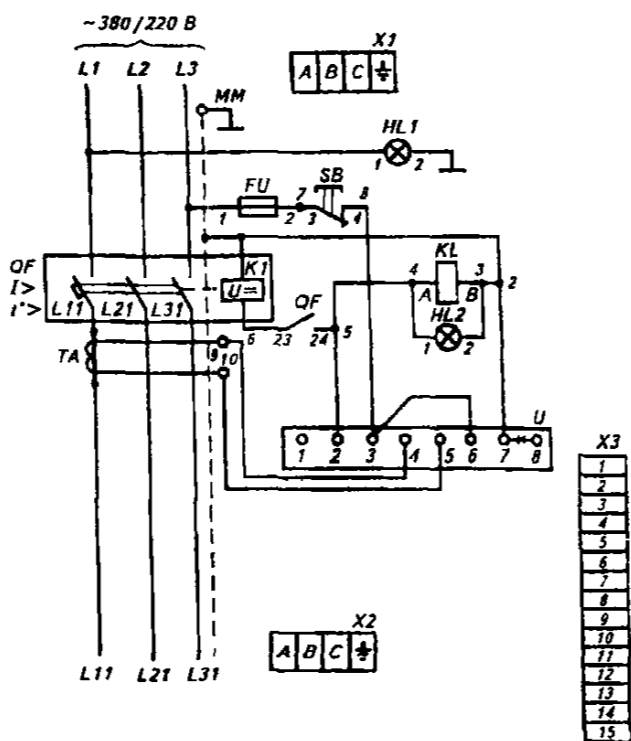 ~380/220 В
L1 L2 L3
X1
A B C
MM
HL1
1 2
FU
SB
1 2 7 3 4 8
QF
I>
t°>
L11 L21 L31
K1
U=
QF
6 23 24 5
KL
4 A B 3 2
HL2
1 2
TA
9 10
U
1 2 3 4 5 6 7 8
X3
1
2
3
4
5
6
7
8
9
10
11
12
13
14
15
X2
A B C
L11 L21 L31